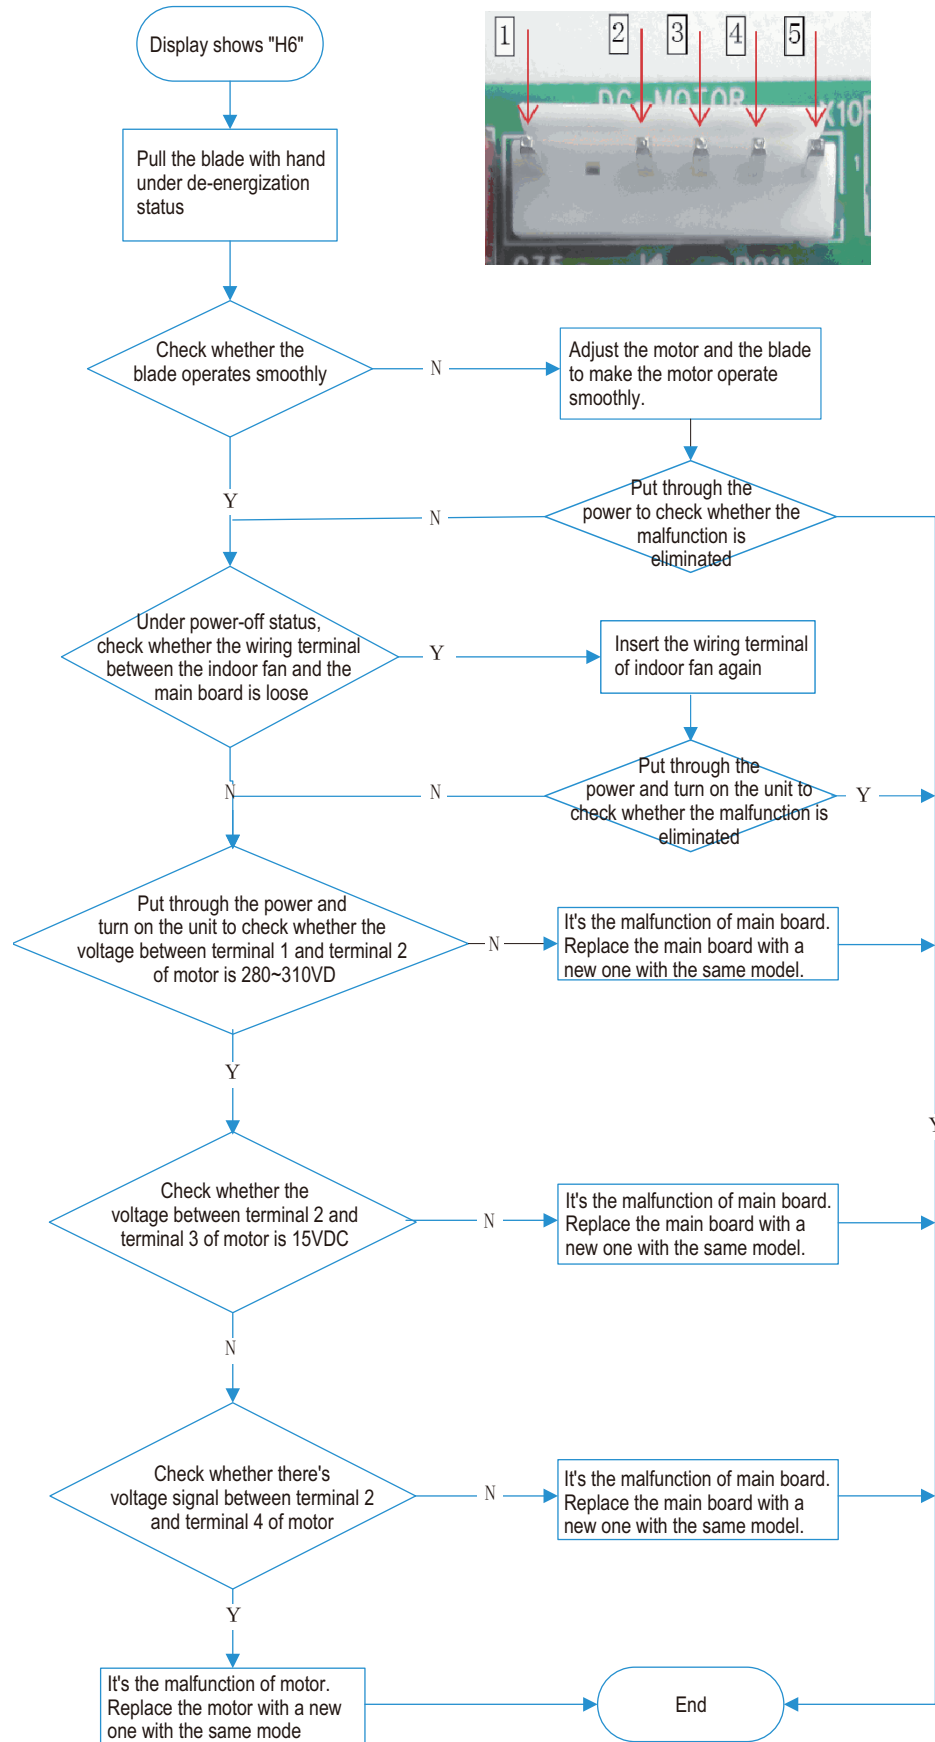 Display shows "H6"
1
2
3
4
5
DC MOTOR
1
Pull the blade with hand
under de-energization
status
Check whether the
blade operates smoothly
N
Adjust the motor and the blade
to make the motor operate
smoothly.
Y
Put through the
power to check whether the
malfunction is
eliminated
N
Under power-off status,
check whether the wiring terminal
between the indoor fan and the
main board is loose
Y
Insert the wiring terminal
of indoor fan again
N
Put through the
power and turn on the unit to
check whether the malfunction is
eliminated
N
Y
Put through the power and
turn on the unit to check whether the
voltage between terminal 1 and terminal 2
of motor is 280~310VD
N
It's the malfunction of main board.
Replace the main board with a
new one with the same model.
Y
Y
Check whether the
voltage between terminal 2 and
terminal 3 of motor is 15VDC
N
It's the malfunction of main board.
Replace the main board with a
new one with the same model.
N
Check whether there's
voltage signal between terminal 2
and terminal 4 of motor
N
It's the malfunction of main board.
Replace the main board with a
new one with the same model.
Y
It's the malfunction of motor.
Replace the motor with a new
one with the same mode
End